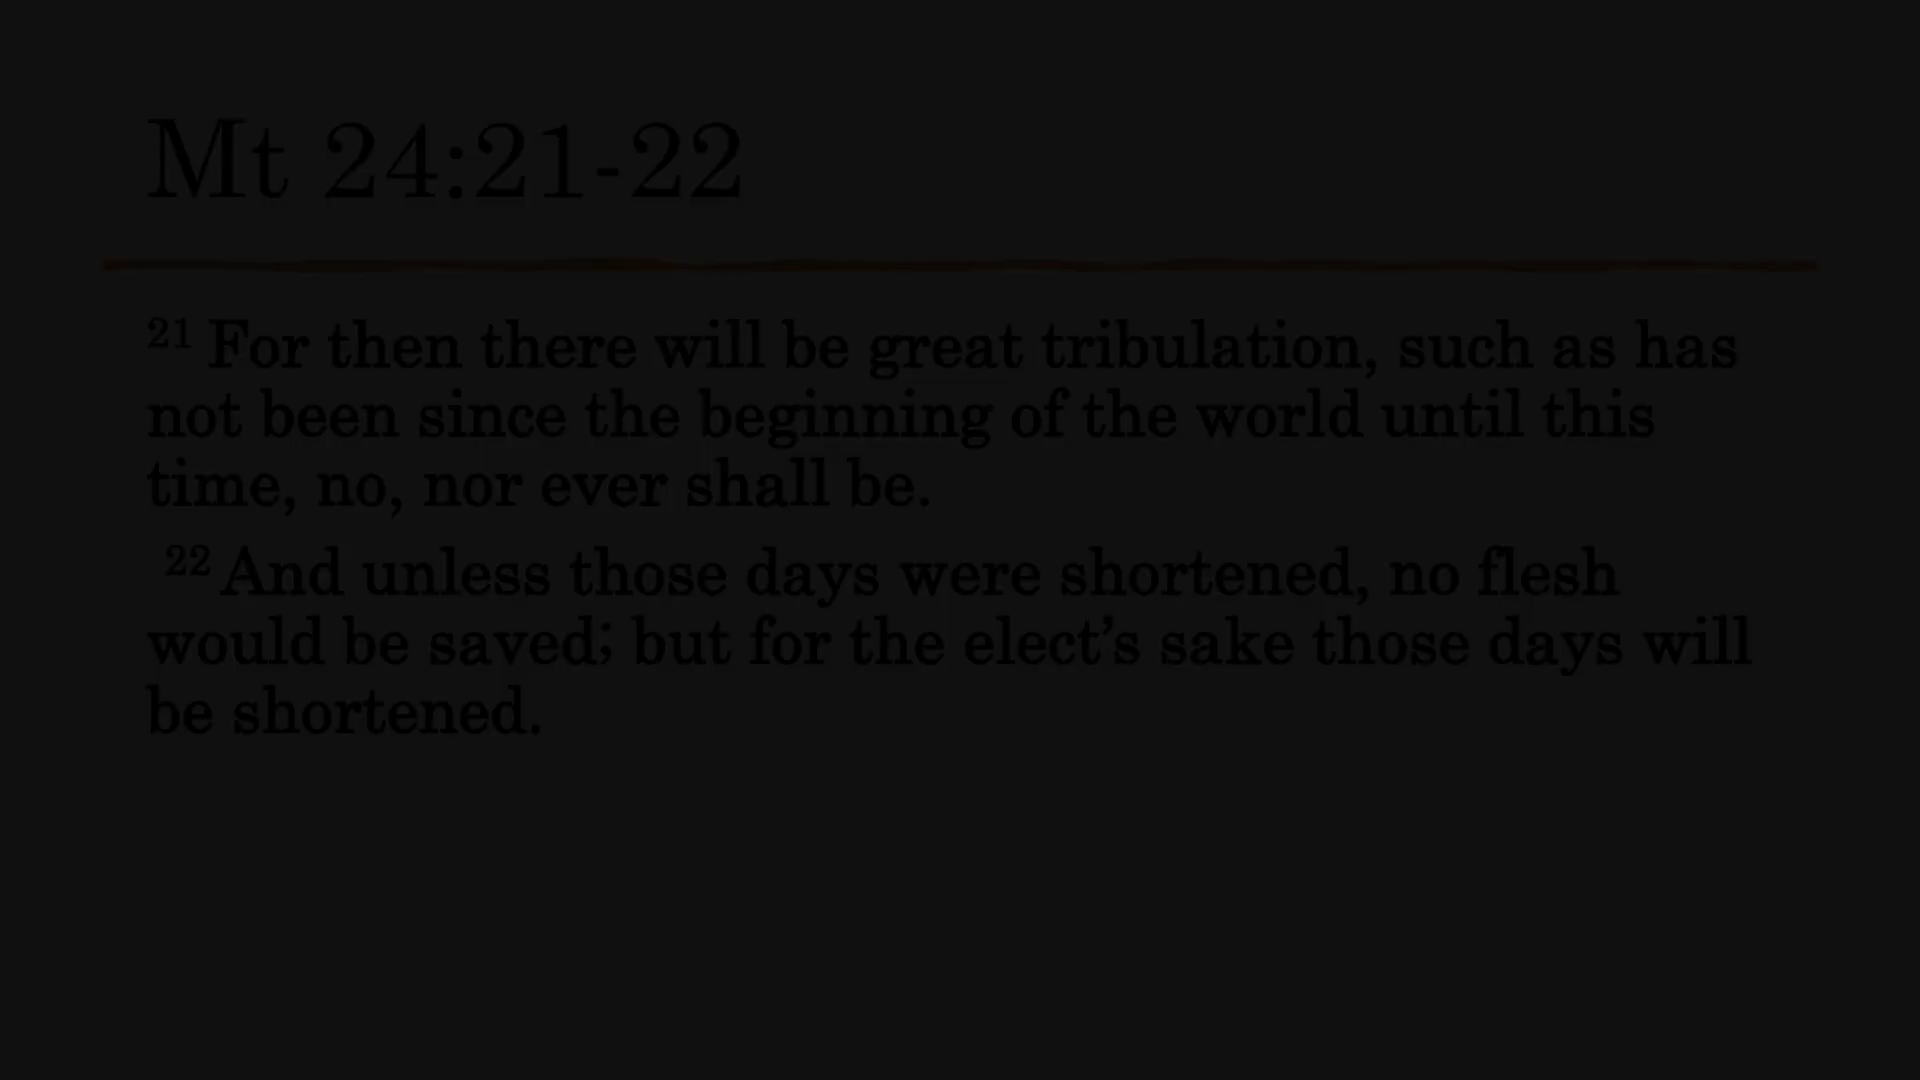 Mt 24:21-22
21 For then there will be great tribulation, such as has
not been since the beginning of the world until this
time, no, nor ever shall be.
22 And unless those days were shortened, no flesh
would be saved; but for the elect’s sake those days will
be shortened.